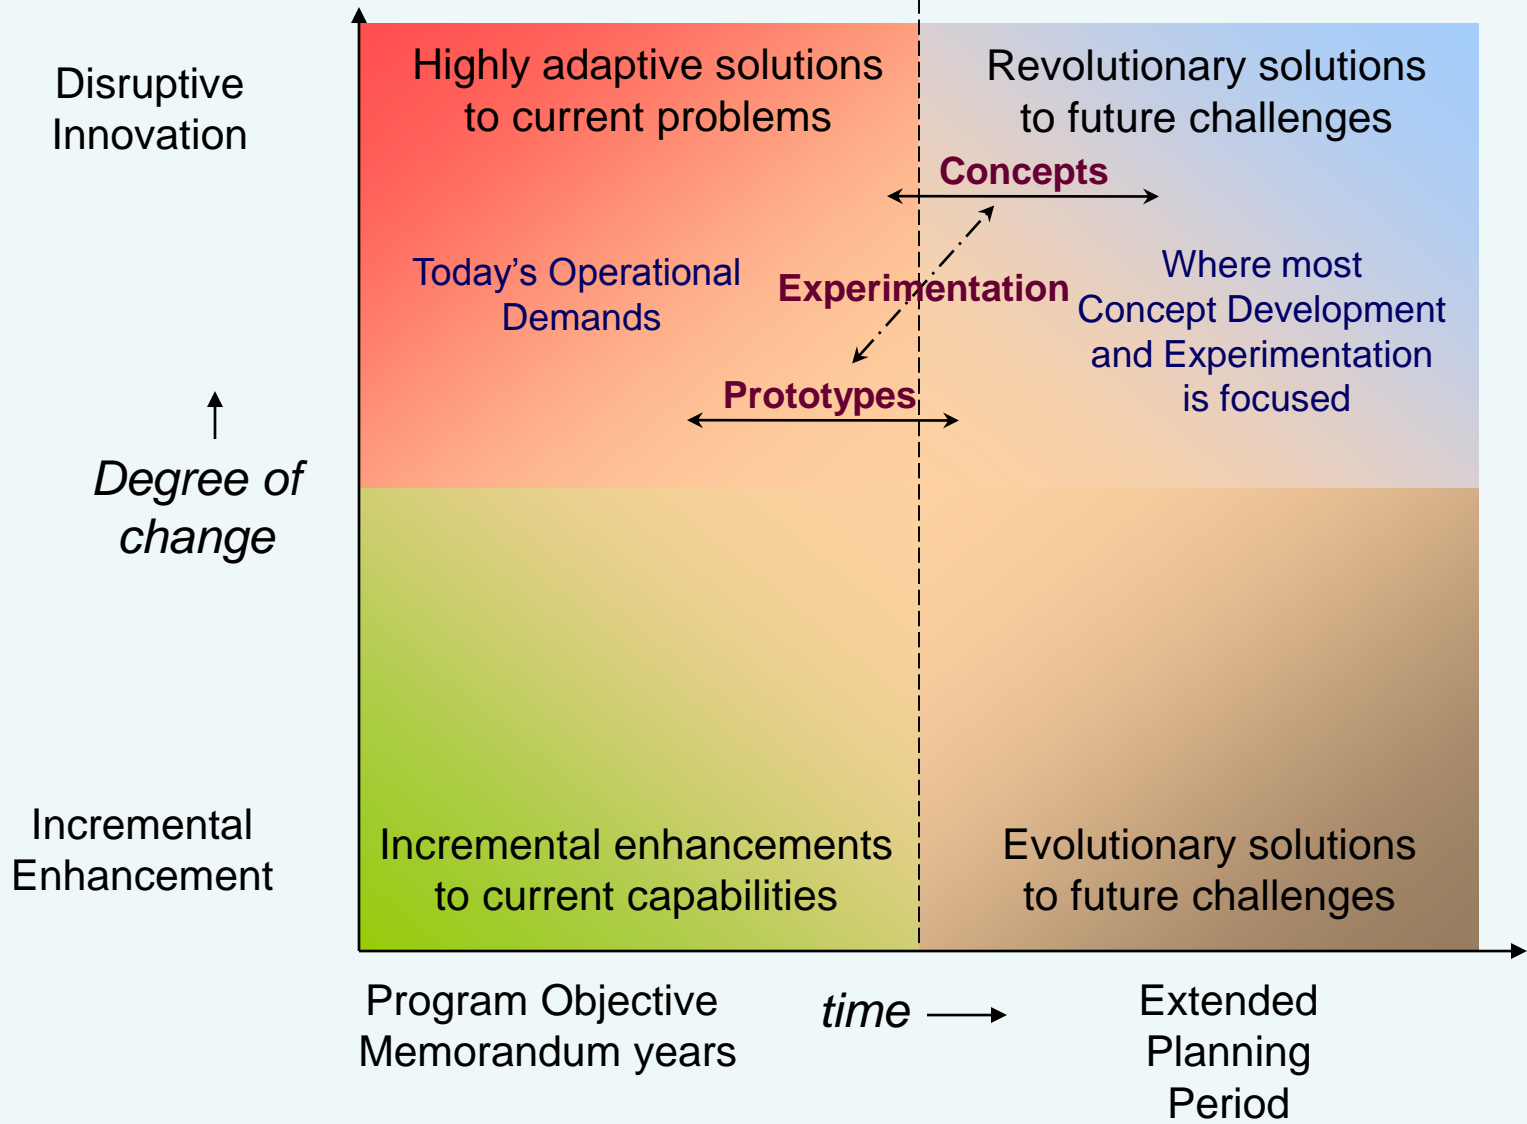 Disruptive
Innovation
Highly adaptive solutions
to current problems
Revolutionary solutions
to future challenges
Concepts
Today’s Operational
Demands
Experimentation
Where most
Concept Development
and Experimentation
is focused
Prototypes
Degree of
change
Incremental
Enhancement
Incremental enhancements
to current capabilities
Evolutionary solutions
to future challenges
Program Objective
Memorandum years
time
Extended
Planning
Period